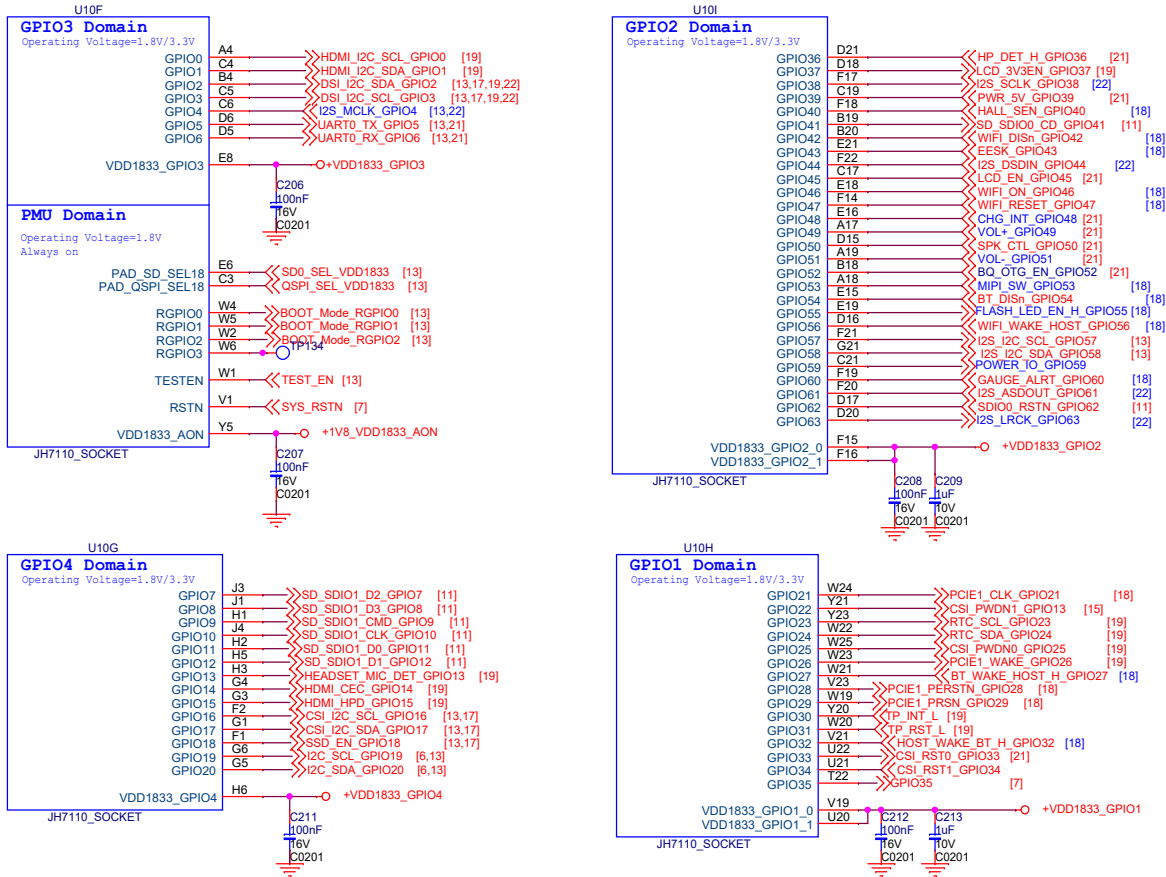 U10F
GPIO3 Domain
Operating Voltage=1.8V/3.3V
GPIO0 A4 HDMI_I2C_SCL_GPIO0 [19]
GPIO1 C4 HDMI_I2C_SDA_GPIO1 [19]
GPIO2 B4 DSI_I2C_SDA_GPIO2 [13,17,19,22]
GPIO3 C5 DSI_I2C_SCL_GPIO3 [13,17,19,22]
GPIO4 C6 I2S_MCLK_GPIO4 [13,22]
GPIO5 D6 UART0_TX_GPIO5 [13,21]
GPIO6 D5 UART0_RX_GPIO6 [13,21]
VDD1833_GPIO3 E8 +VDD1833_GPIO3
C206
100nF
16V
C0201
PMU Domain
Operating Voltage=1.8V
Always on
PAD_SD_SEL18 E6 SD0_SEL_VDD1833 [13]
PAD_QSPI_SEL18 C3 QSPI_SEL_VDD1833 [13]
RGPIO0 W4 BOOT_Mode_RGPIO0 [13]
RGPIO1 W5 BOOT_Mode_RGPIO1 [13]
RGPIO2 W2 BOOT_Mode_RGPIO2 [13]
RGPIO3 W6 TP134
TESTEN W1 TEST_EN [13]
RSTN V1 SYS_RSTN [7]
VDD1833_AON Y5 +1V8_VDD1833_AON
JH7110_SOCKET
C207
100nF
16V
C0201
U10I
GPIO2 Domain
Operating Voltage=1.8V/3.3V
GPIO36 D21 HP_DET_H_GPIO36 [21]
GPIO37 D18 LCD_3V3EN_GPIO37 [19]
GPIO38 F17 I2S_SCLK_GPIO38 [22]
GPIO39 C19 PWR_5V_GPIO39 [21]
GPIO40 F18 HALL_SEN_GPIO40 [18]
GPIO41 B19 SD_SDIO0_CD_GPIO41 [11]
GPIO42 B20 WIFI_DISn_GPIO42 [18]
GPIO43 E21 EESK_GPIO43 [18]
GPIO44 F22 I2S_DSDIN_GPIO44 [22]
GPIO45 C17 LCD_EN_GPIO45 [21]
GPIO46 E18 WIFI_ON_GPIO46 [18]
GPIO47 F14 WIFI_RESET_GPIO47 [18]
GPIO48 E16 CHG_INT_GPIO48 [21]
GPIO49 A17 VOL+_GPIO49 [21]
GPIO50 D15 SPK_CTL_GPIO50 [21]
GPIO51 A19 VOL-_GPIO51 [21]
GPIO52 B18 BQ_OTG_EN_GPIO52 [21]
GPIO53 A18 MIPI_SW_GPIO53 [18]
GPIO54 E15 BT_DISn_GPIO54 [18]
GPIO55 E19 FLASH_LED_EN_H_GPIO55 [18]
GPIO56 D16 WIFI_WAKE_HOST_GPIO56 [18]
GPIO57 F21 I2S_I2C_SCL_GPIO57 [13]
GPIO58 G21 I2S_I2C_SDA_GPIO58 [13]
GPIO59 C21 POWER_IO_GPIO59
GPIO60 F19 GAUGE_ALRT_GPIO60 [18]
GPIO61 F20 I2S_ASDOUT_GPIO61 [22]
GPIO62 D17 SDIO0_RSTN_GPIO62 [11]
GPIO63 D20 I2S_LRCK_GPIO63 [22]
VDD1833_GPIO2_0 F15 +VDD1833_GPIO2
VDD1833_GPIO2_1 F16
JH7110_SOCKET
C208 C209
100nF 1uF
16V 10V
C0201 C0201
U10G
GPIO4 Domain
Operating Voltage=1.8V/3.3V
GPIO7 J3 SD_SDIO1_D2_GPIO7 [11]
GPIO8 J1 SD_SDIO1_D3_GPIO8 [11]
GPIO9 H1 SD_SDIO1_CMD_GPIO9 [11]
GPIO10 J4 SD_SDIO1_CLK_GPIO10 [11]
GPIO11 H2 SD_SDIO1_D0_GPIO11 [11]
GPIO12 H5 SD_SDIO1_D1_GPIO12 [11]
GPIO13 H3 HEADSET_MIC_DET_GPIO13 [19]
GPIO14 G4 HDMI_CEC_GPIO14 [19]
GPIO15 G3 HDMI_HPD_GPIO15 [19]
GPIO16 F2 CSI_I2C_SCL_GPIO16 [13,17]
GPIO17 G1 CSI_I2C_SDA_GPIO17 [13,17]
GPIO18 F1 SSD_EN_GPIO18 [13,17]
GPIO19 G6 I2C_SCL_GPIO19 [6,13]
GPIO20 G5 I2C_SDA_GPIO20 [6,13]
VDD1833_GPIO4 H6 +VDD1833_GPIO4
JH7110_SOCKET
C211
100nF
16V
C0201
U10H
GPIO1 Domain
Operating Voltage=1.8V/3.3V
GPIO21 W24 PCIE1_CLK_GPIO21 [18]
GPIO22 Y21 CSI_PWDN1_GPIO13 [15]
GPIO23 Y23 RTC_SCL_GPIO23 [19]
GPIO24 W22 RTC_SDA_GPIO24 [19]
GPIO25 W25 CSI_PWDN0_GPIO25 [19]
GPIO26 W23 PCIE1_WAKE_GPIO26 [19]
GPIO27 W21 BT_WAKE_HOST_H_GPIO27 [18]
GPIO28 V23 PCIE1_PERSTN_GPIO28 [18]
GPIO29 W19 PCIE1_PRSN_GPIO29 [18]
GPIO30 Y20 TP_INT_L [19]
GPIO31 W20 TP_RST_L [19]
GPIO32 V21 HOST_WAKE_BT_H_GPIO32 [18]
GPIO33 U22 CSI_RST0_GPIO33 [21]
GPIO34 U21 CSI_RST1_GPIO34
GPIO35 T22 GPIO35 [7]
VDD1833_GPIO1_0 V19 +VDD1833_GPIO1
VDD1833_GPIO1_1 U20
JH7110_SOCKET
C212 C213
100nF 1uF
16V 10V
C0201 C0201